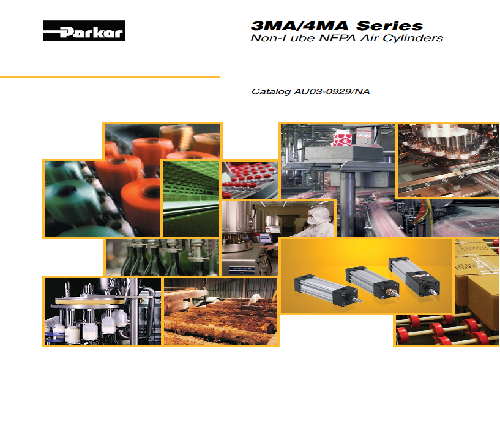 Parker
3MA/4MA Series
Non-Lube NFPA Air Cylinders
Catalog AU03-0929/NA